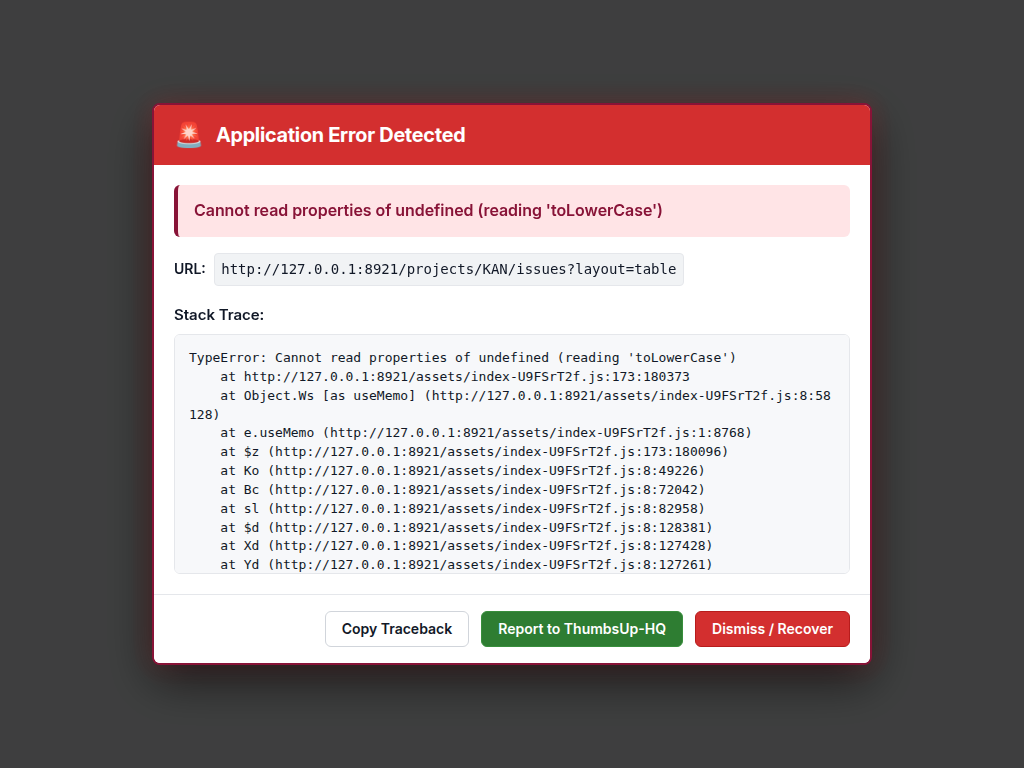 Application Error Detected
Cannot read properties of undefined (reading 'toLowerCase')
URL: http://127.0.0.1:8921/projects/KAN/issues?layout=table
Stack Trace:
TypeError: Cannot read properties of undefined (reading 'toLowerCase')
    at http://127.0.0.1:8921/assets/index-U9FSrT2f.js:173:180373
    at Object.Ws [as useMemo] (http://127.0.0.1:8921/assets/index-U9FSrT2f.js:8:58
128)
    at e.useMemo (http://127.0.0.1:8921/assets/index-U9FSrT2f.js:1:8768)
    at $z (http://127.0.0.1:8921/assets/index-U9FSrT2f.js:173:180096)
    at Ko (http://127.0.0.1:8921/assets/index-U9FSrT2f.js:8:49226)
    at Bc (http://127.0.0.1:8921/assets/index-U9FSrT2f.js:8:72042)
    at sl (http://127.0.0.1:8921/assets/index-U9FSrT2f.js:8:82958)
    at $d (http://127.0.0.1:8921/assets/index-U9FSrT2f.js:8:128381)
    at Xd (http://127.0.0.1:8921/assets/index-U9FSrT2f.js:8:127428)
    at Yd (http://127.0.0.1:8921/assets/index-U9FSrT2f.js:8:127261)
Copy Traceback Report to ThumbsUp-HQ Dismiss / Recover